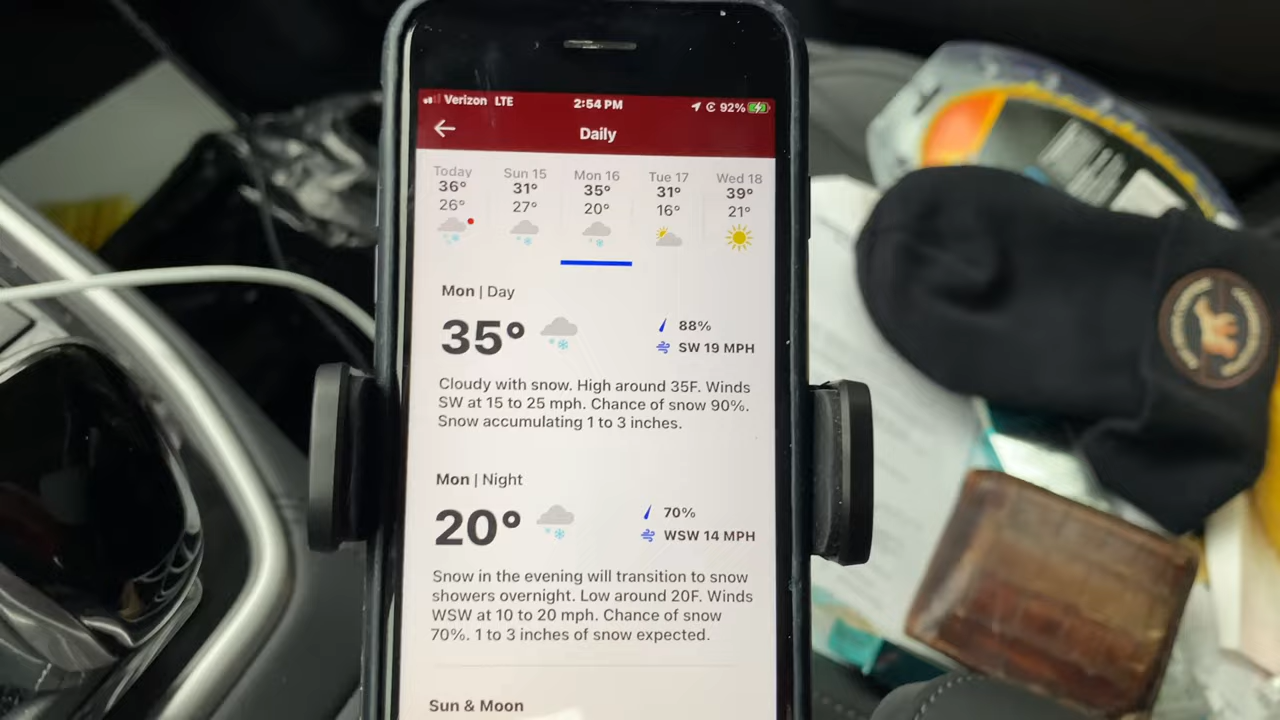 Verizon LTE 2:54 PM 92%
Daily
Today Sun 15 Mon 16 Tue 17 Wed 18
36° 31° 35° 31° 39°
26° 27° 20° 16° 21°
Mon | Day
35° 88%
SW 19 MPH
Cloudy with snow. High around 35F. Winds
SW at 15 to 25 mph. Chance of snow 90%.
Snow accumulating 1 to 3 inches.
Mon | Night
20° 70%
WSW 14 MPH
Snow in the evening will transition to snow
showers overnight. Low around 20F. Winds
WSW at 10 to 20 mph. Chance of snow
70%. 1 to 3 inches of snow expected.
Sun & Moon